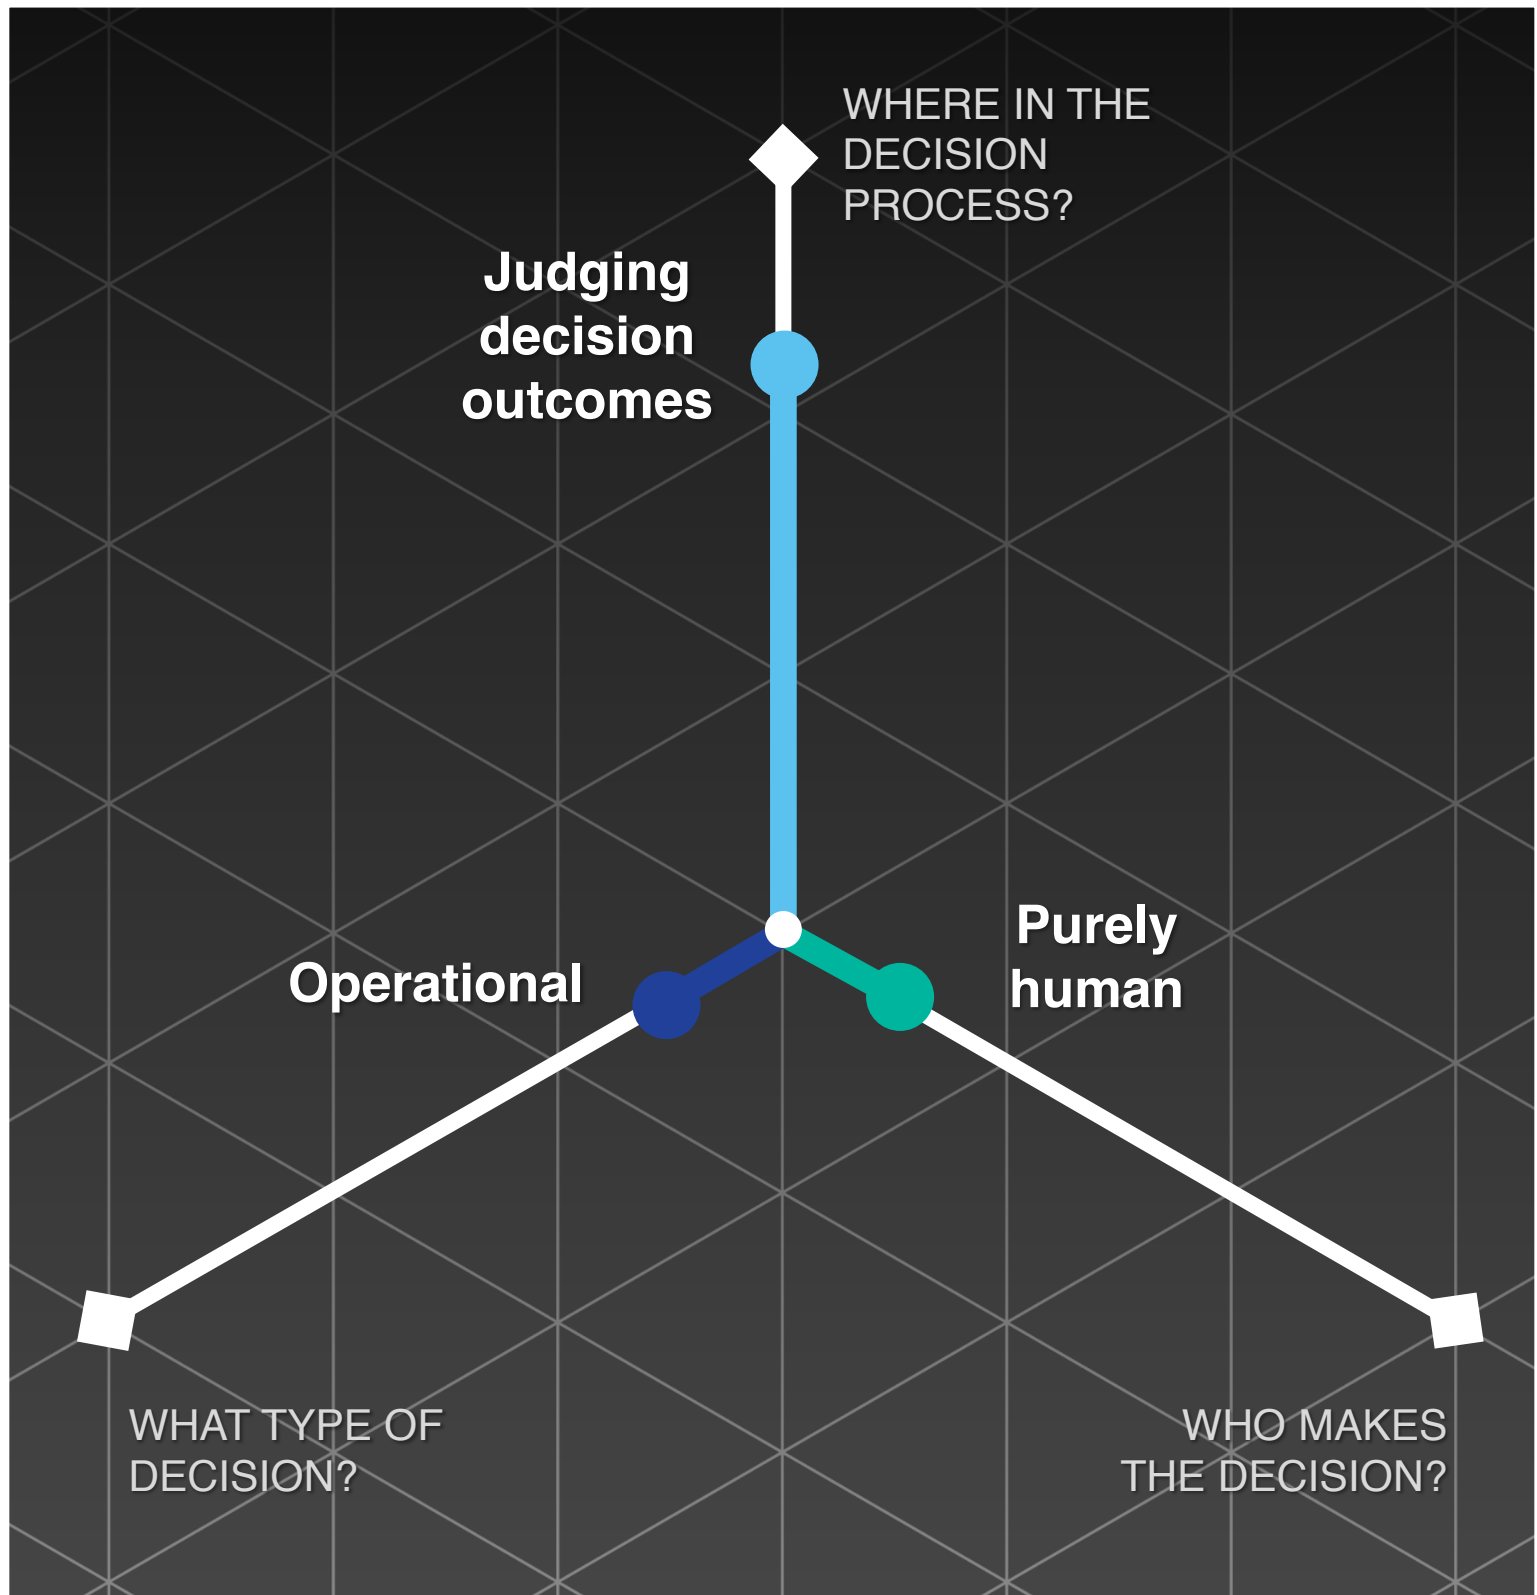 WHERE IN THE
DECISION
PROCESS?
Judging
decision
outcomes
Operational
Purely
human
WHAT TYPE OF
DECISION?
WHO MAKES
THE DECISION?